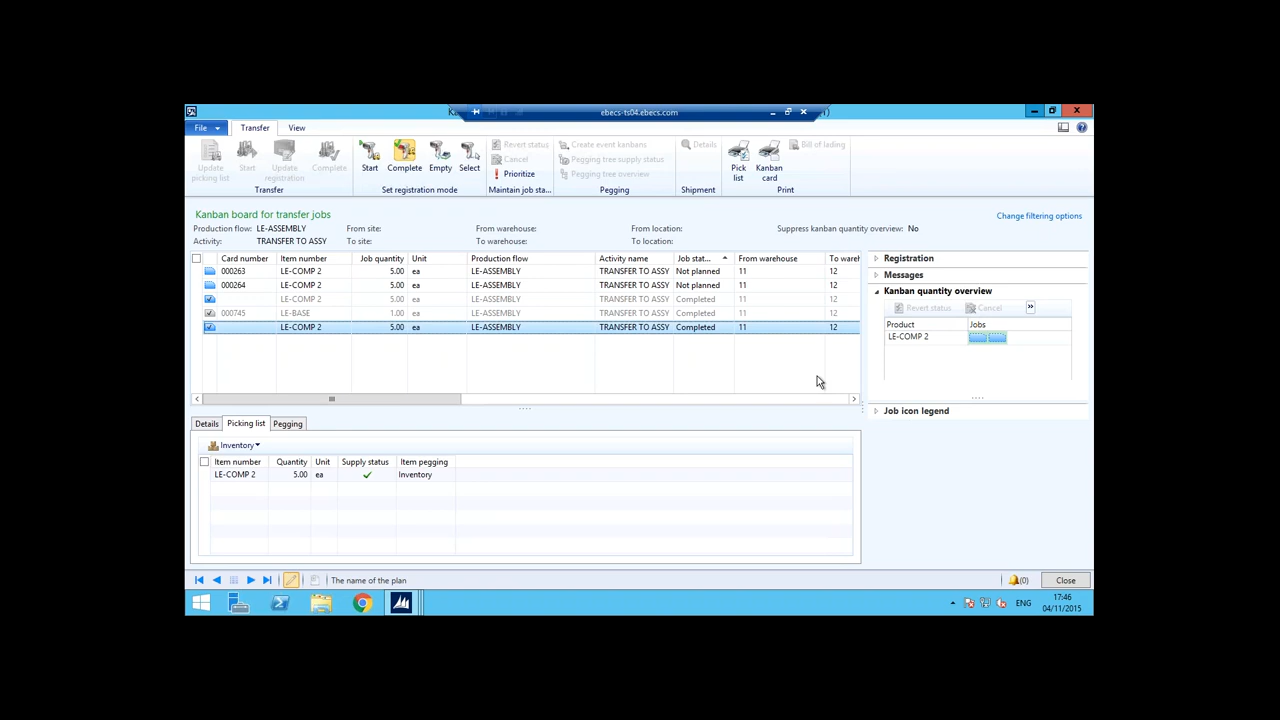 ebecs-ts04.ebecs.com
File Transfer View
Update picking list
Start
Update registration
Complete
Transfer
Start
Complete
Empty
Select
Set registration mode
Revert status
Cancel
Prioritize
Maintain job sta...
Create event kanbans
Pegging tree supply status
Pegging tree overview
Pegging
Details
Shipment
Pick list
Kanban card
Bill of lading
Print
Kanban board for transfer jobs
Change filtering options
Production flow: LE-ASSEMBLY From site: From warehouse: From location: Suppress kanban quantity overview: No
Activity: TRANSFER TO ASSY To site: To warehouse: To location:
Card number Item number Job quantity Unit Production flow Activity name Job stat... From warehouse To wareh
000263 LE-COMP 2 5.00 ea LE-ASSEMBLY TRANSFER TO ASSY Not planned 11 12
000264 LE-COMP 2 5.00 ea LE-ASSEMBLY TRANSFER TO ASSY Not planned 11 12
LE-COMP 2 5.00 ea LE-ASSEMBLY TRANSFER TO ASSY Completed 11 12
000745 LE-BASE 1.00 ea LE-ASSEMBLY TRANSFER TO ASSY Completed 11 12
LE-COMP 2 5.00 ea LE-ASSEMBLY TRANSFER TO ASSY Completed 11 12
Registration
Messages
Kanban quantity overview
Revert status... Cancel »
Product Jobs
LE-COMP 2
Job icon legend
Details Picking list Pegging
Inventory
Item number Quantity Unit Supply status Item pegging
LE-COMP 2 5.00 ea Inventory
The name of the plan
(0) Close
ENG
17:46
04/11/2015